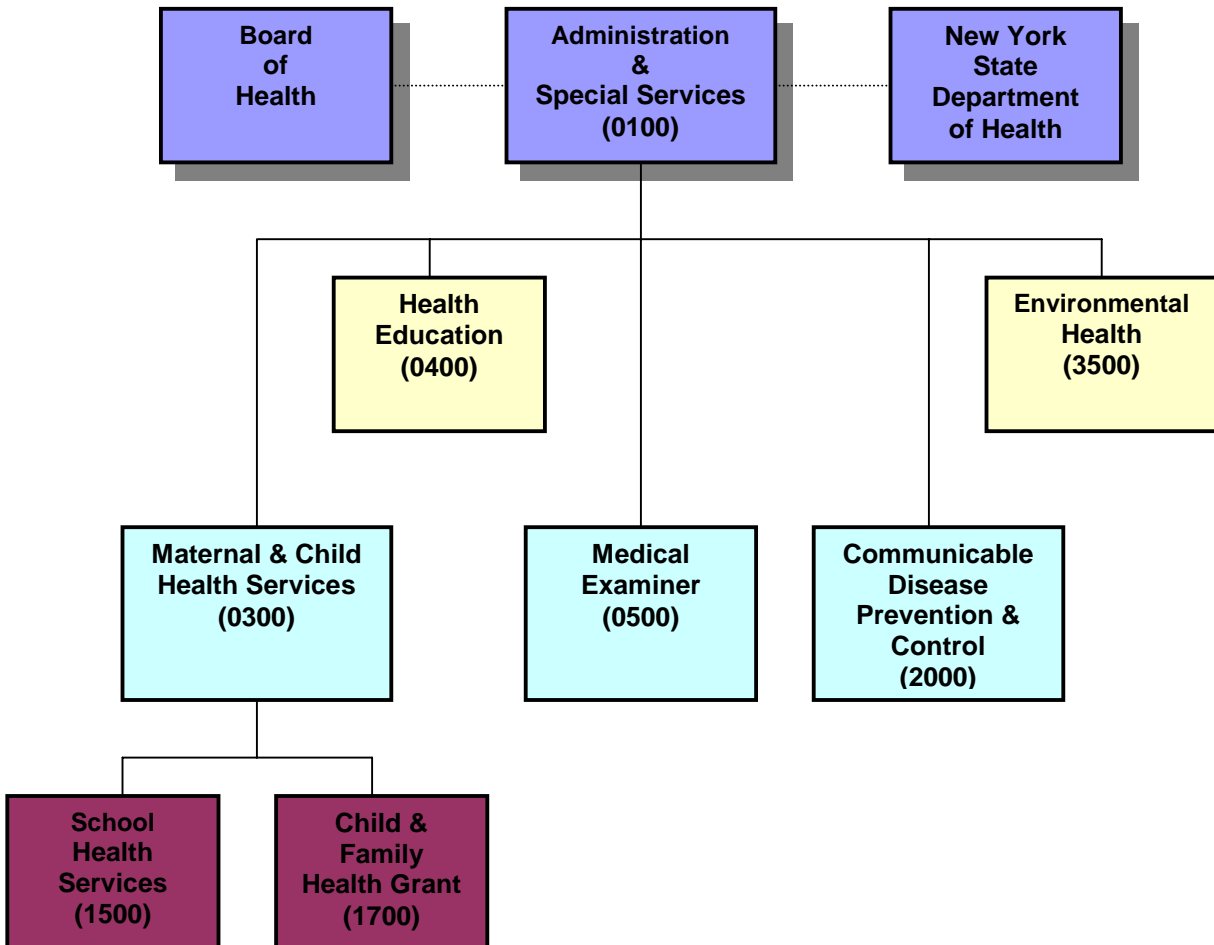 Board
of
Health
Administration
&
Special Services
(0100)
New York
State
Department
of Health
Health
Education
(0400)
Environmental
Health
(3500)
Maternal & Child
Health Services
(0300)
Medical
Examiner
(0500)
Communicable
Disease
Prevention &
Control
(2000)
School
Health
Services
(1500)
Child &
Family
Health Grant
(1700)